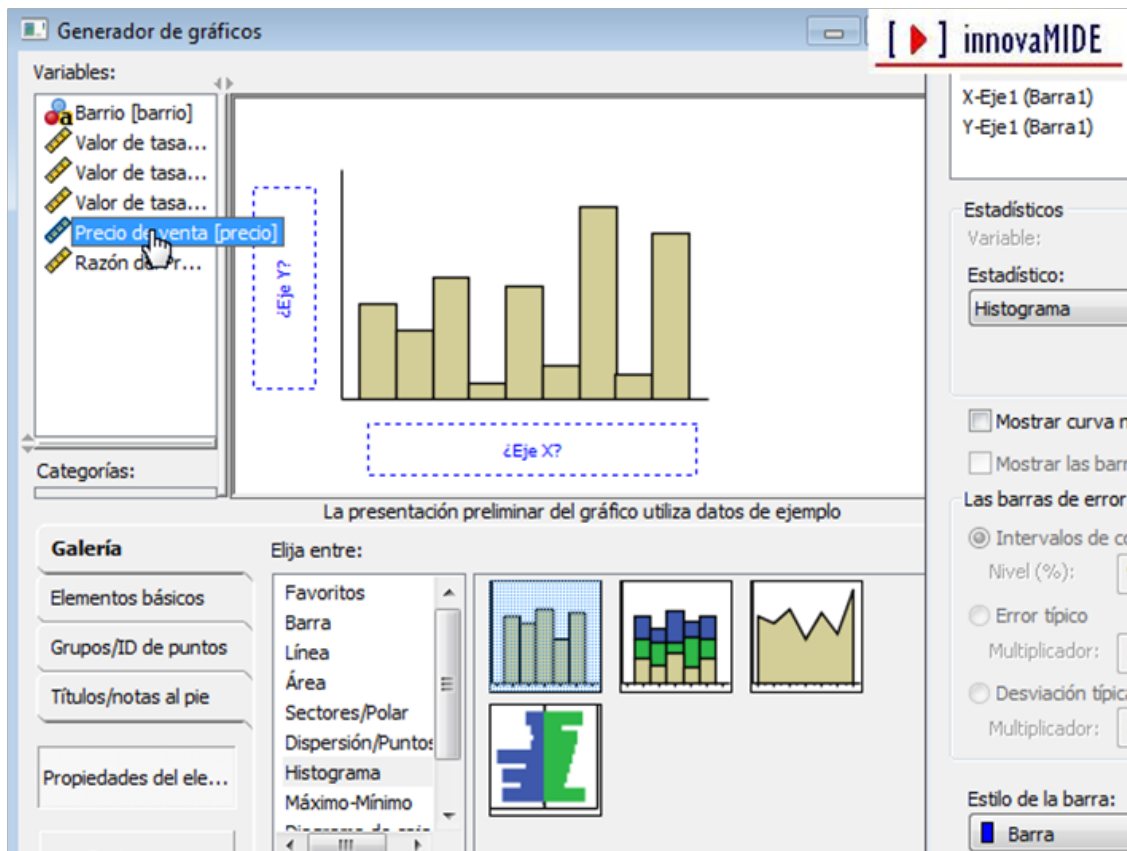 Generador de gráficos
[ ] innovaMIDE
Variables:
Barrio [barrio]
Valor de tasa...
Valor de tasa...
Valor de tasa...
Precio de venta [precio]
Razón de Pr...
¿Eje Y?
¿Eje X?
Categorías:
La presentación preliminar del gráfico utiliza datos de ejemplo
Galería
Elementos básicos
Grupos/ID de puntos
Títulos/notas al pie
Propiedades del ele...
Elija entre:
Favoritos
Barra
Línea
Área
Sectores/Polar
Dispersión/Puntos
Histograma
Máximo-Mínimo
X-Eje1 (Barra1)
Y-Eje1 (Barra1)
Estadísticos
Variable:
Estadístico:
Histograma
Mostrar curva n
Mostrar las barr
Las barras de error
Intervalos de co
Nivel (%):
Error típico
Multiplicador:
Desviación típica
Multiplicador:
Estilo de la barra:
Barra